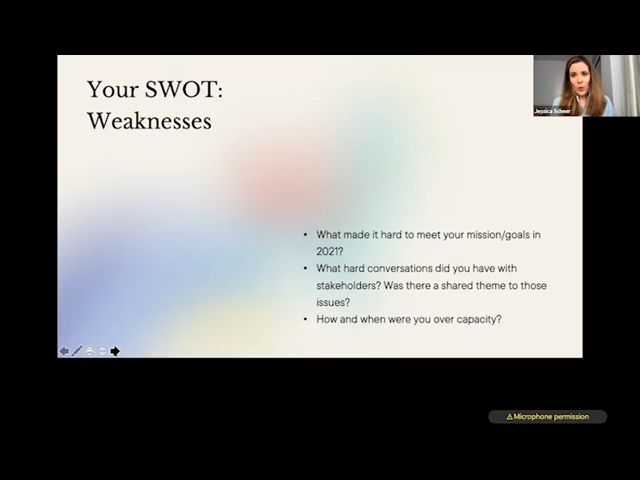 Your SWOT:
Weaknesses
Jessica Scheer
• What made it hard to meet your mission/goals in
2021?
• What hard conversations did you have with
stakeholders? Was there a shared theme to those
issues?
• How and when were you over capacity?
Microphone permission